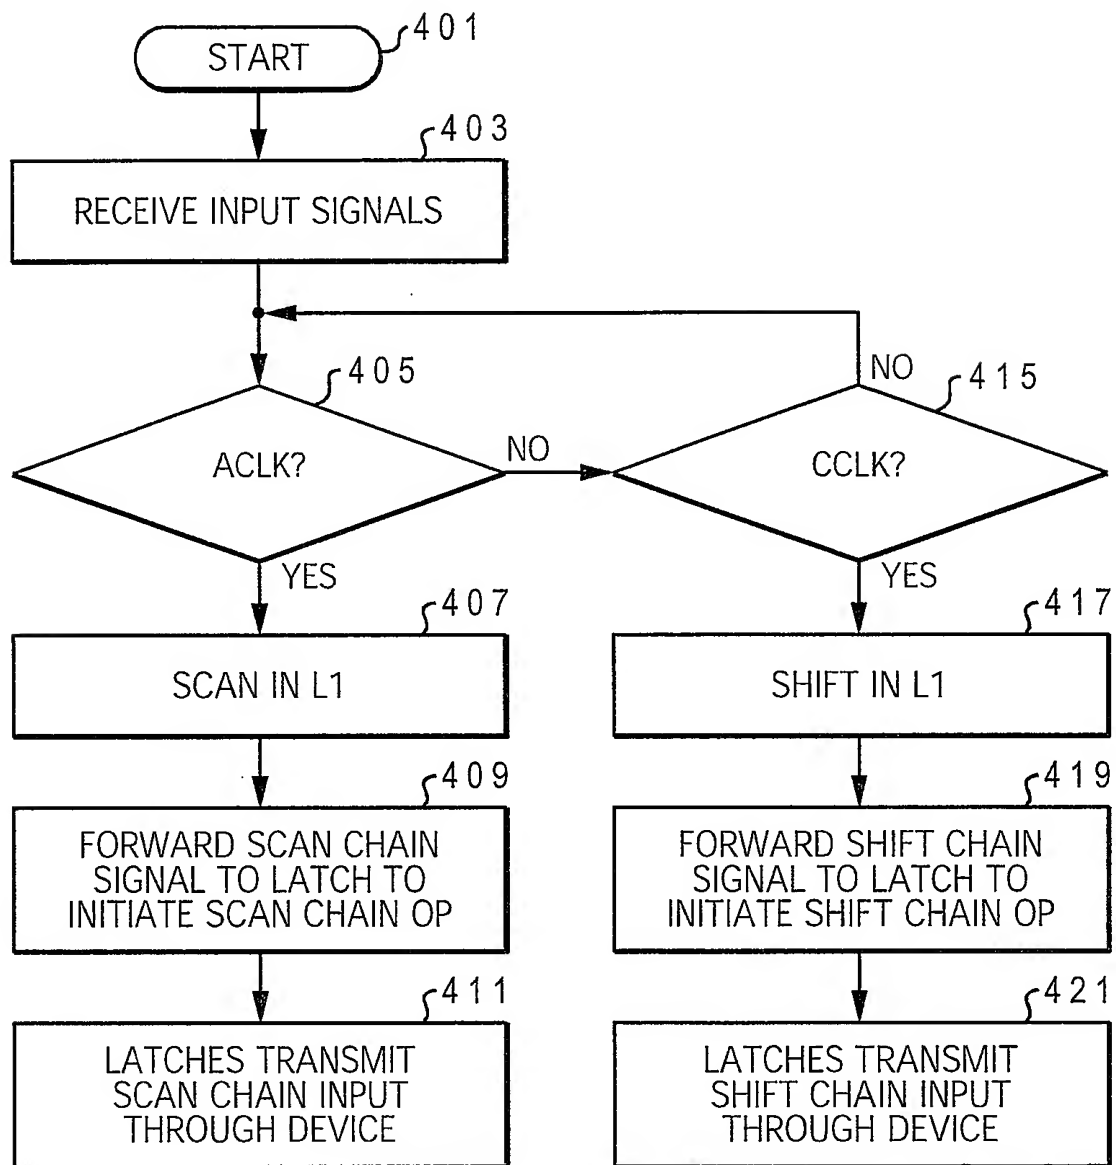 START
401
403
RECEIVE INPUT SIGNALS
405
ACLK?
NO
NO
415
CCLK?
YES
YES
407
SCAN IN L1
417
SHIFT IN L1
409
FORWARD SCAN CHAIN
SIGNAL TO LATCH TO
INITIATE SCAN CHAIN OP
419
FORWARD SHIFT CHAIN
SIGNAL TO LATCH TO
INITIATE SHIFT CHAIN OP
411
LATCHES TRANSMIT
SCAN CHAIN INPUT
THROUGH DEVICE
421
LATCHES TRANSMIT
SHIFT CHAIN INPUT
THROUGH DEVICE